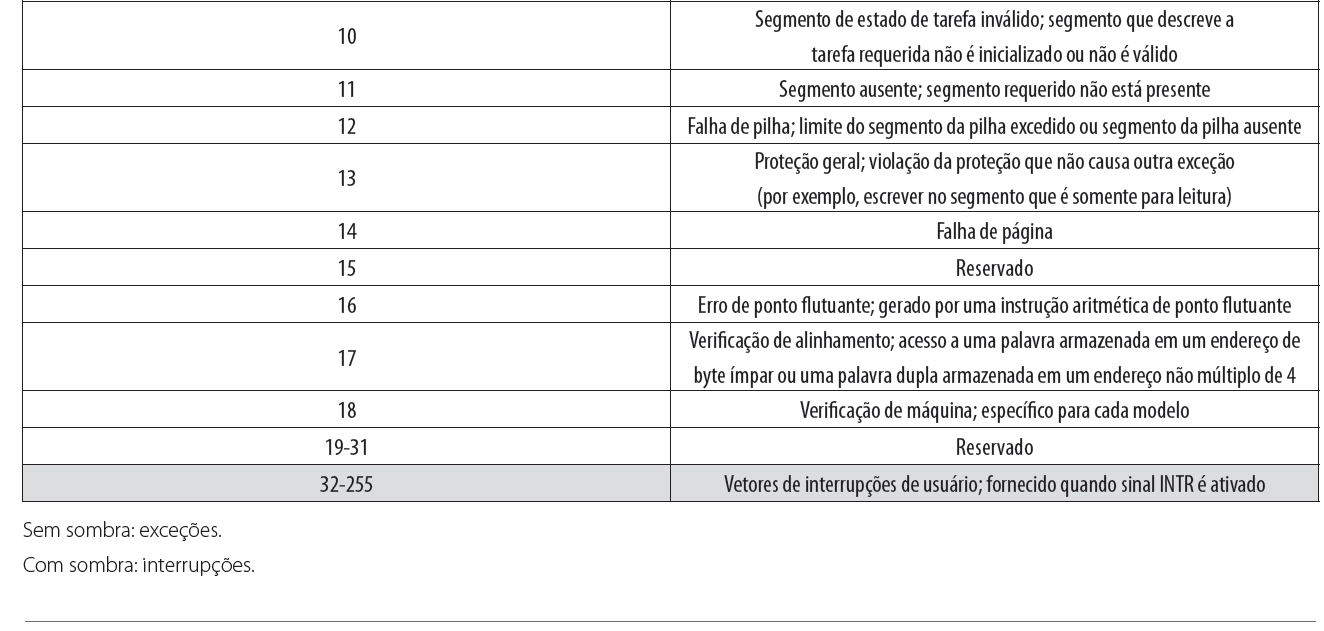 10
Segmento de estado de tarefa inválido; segmento que descreve a
tarefa requerida não é inicializado ou não é válido
11
Segmento ausente; segmento requerido não está presente
12
Falha de pilha; limite do segmento da pilha excedido ou segmento da pilha ausente
13
Proteção geral; violação da proteção que não causa outra exceção
(por exemplo, escrever no segmento que é somente para leitura)
14
Falha de página
15
Reservado
16
Erro de ponto flutuante; gerado por uma instrução aritmética de ponto flutuante
17
Verificação de alinhamento; acesso a uma palavra armazenada em um endereço de
byte ímpar ou uma palavra dupla armazenada em um endereço não múltiplo de 4
18
Verificação de máquina; específico para cada modelo
19-31
Reservado
32-255
Vetores de interrupções de usuário; fornecido quando sinal INTR é ativado
Sem sombra: exceções.
Com sombra: interrupções.